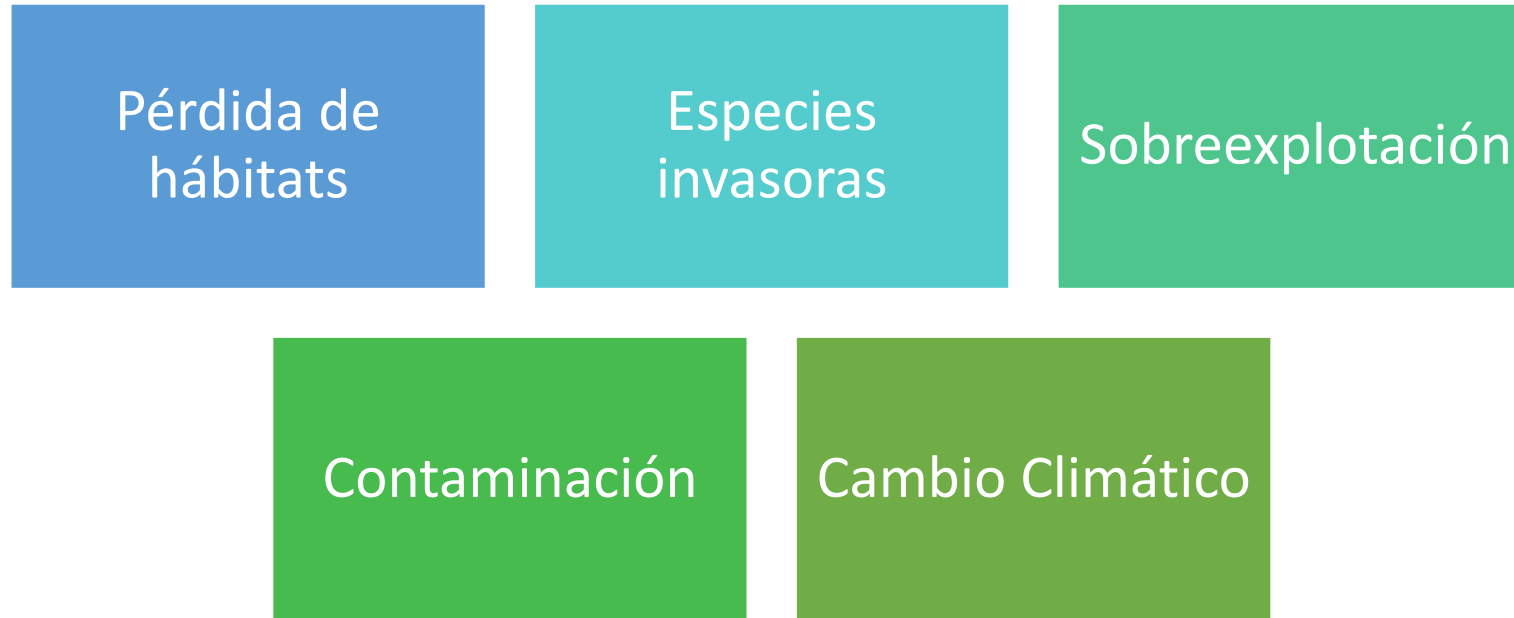 Pérdida de
hábitats
Especies
invasoras
Sobreexplotación
Contaminación
Cambio Climático